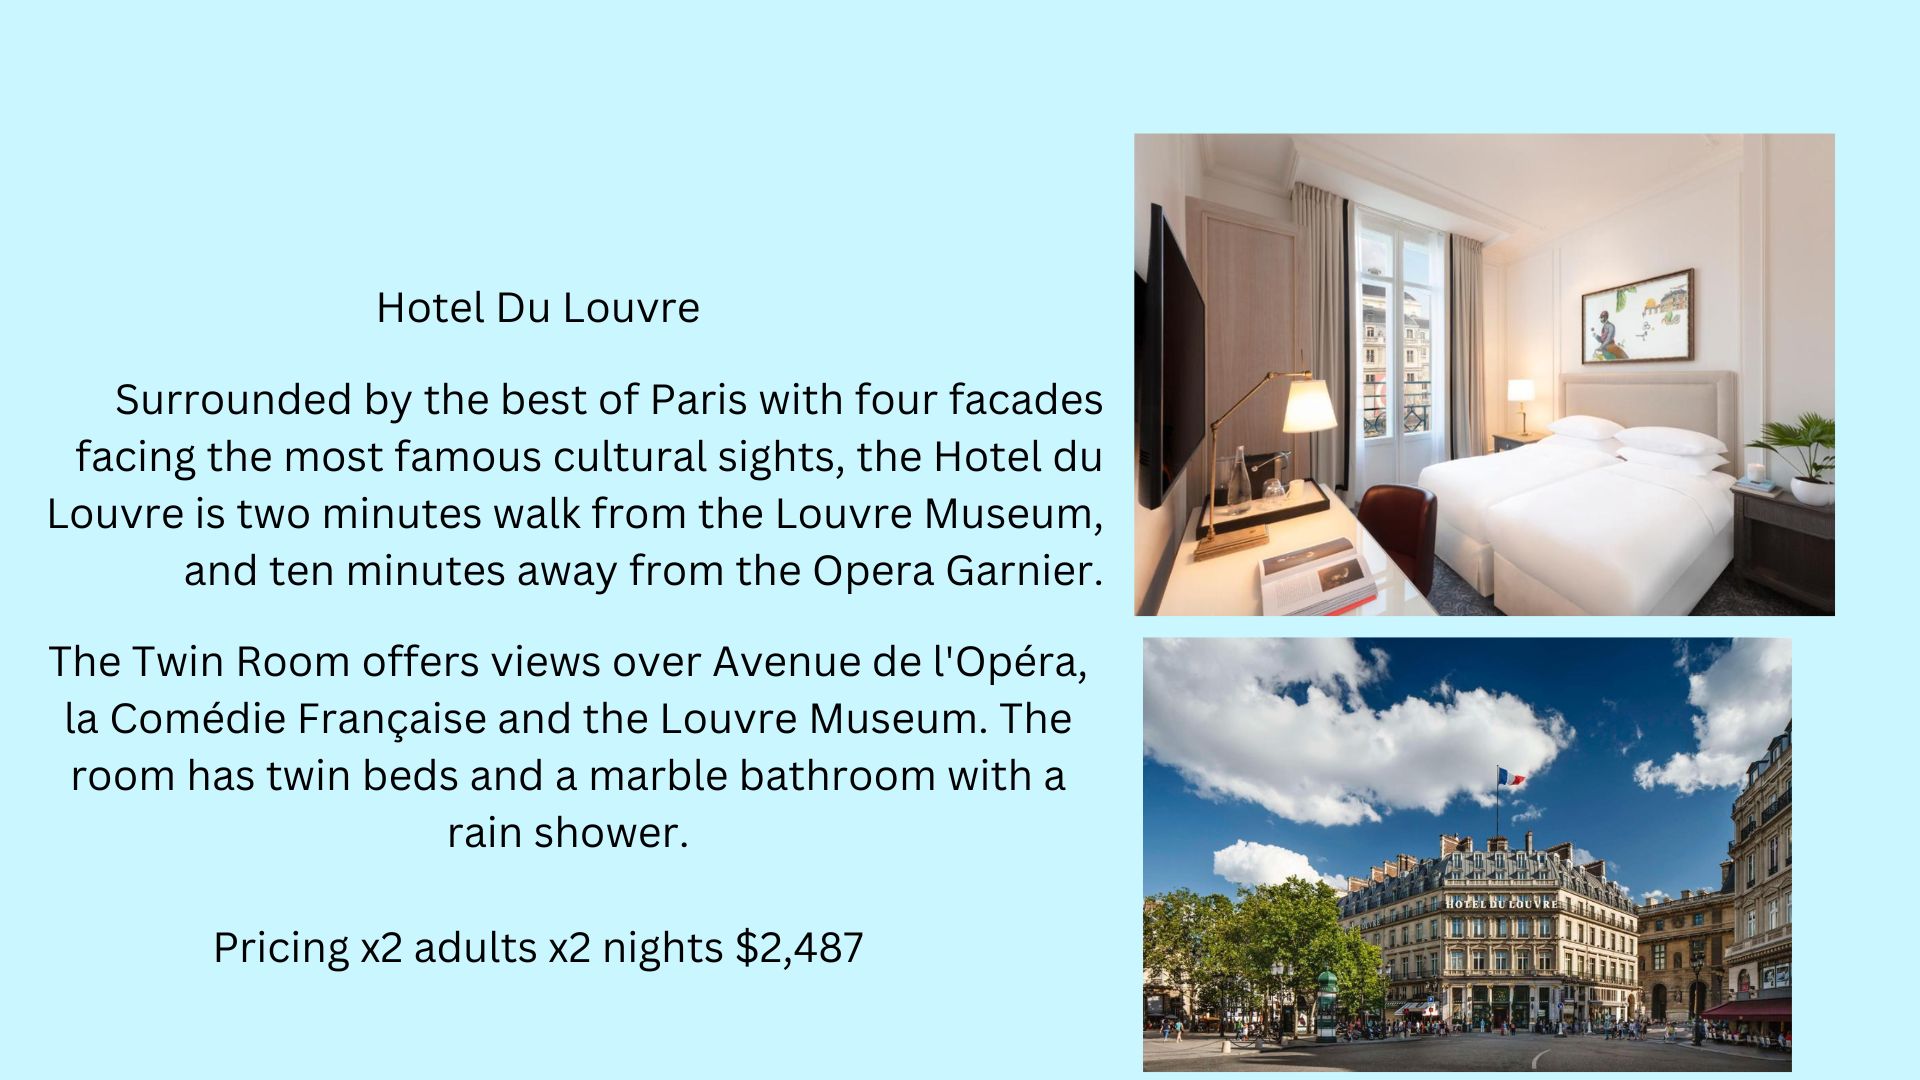 Hotel Du Louvre
Surrounded by the best of Paris with four facades
facing the most famous cultural sights, the Hotel du
Louvre is two minutes walk from the Louvre Museum,
and ten minutes away from the Opera Garnier.
The Twin Room offers views over Avenue de l'Opéra,
la Comédie Française and the Louvre Museum. The
room has twin beds and a marble bathroom with a
rain shower.
Pricing x2 adults x2 nights $2,487
HOTEL DU LOUVRE